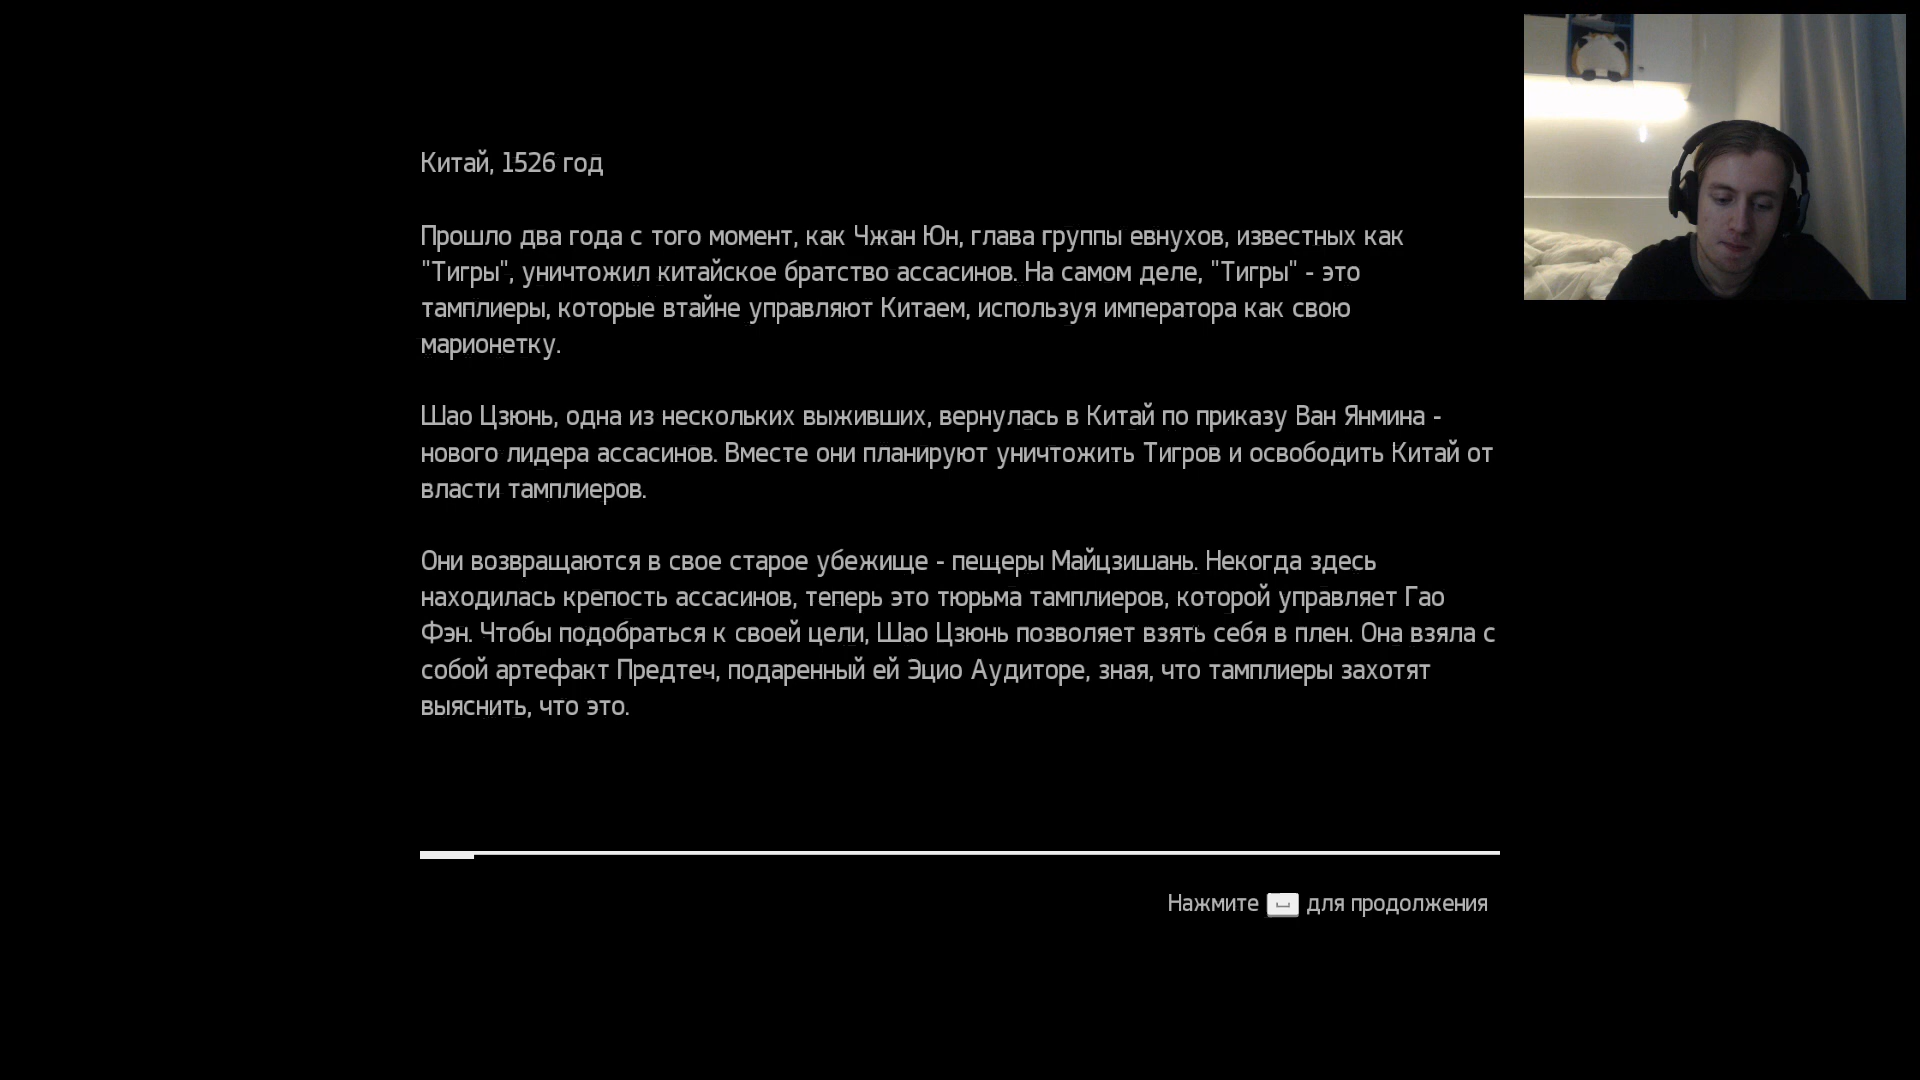 Китай, 1526 год
Прошло два года с того момент, как Чжан Юн, глава группы евнухов, известных как
"Тигры", уничтожил китайское братство ассасинов. На самом деле, "Тигры" - это
тамплиеры, которые втайне управляют Китаем, используя императора как свою
марионетку.
Шао Цзюнь, одна из нескольких выживших, вернулась в Китай по приказу Ван Янмина -
нового лидера ассасинов. Вместе они планируют уничтожить Тигров и освободить Китай от
власти тамплиеров.
Они возвращаются в свое старое убежище - пещеры Майцзишань. Некогда здесь
находилась крепость ассасинов, теперь это тюрьма тамплиеров, которой управляет Гао
Фэн. Чтобы подобраться к своей цели, Шао Цзюнь позволяет взять себя в плен. Она взяла с
собой артефакт Предтеч, подаренный ей Эцио Аудиторе, зная, что тамплиеры захотят
выяснить, что это.
Нажмите для продолжения